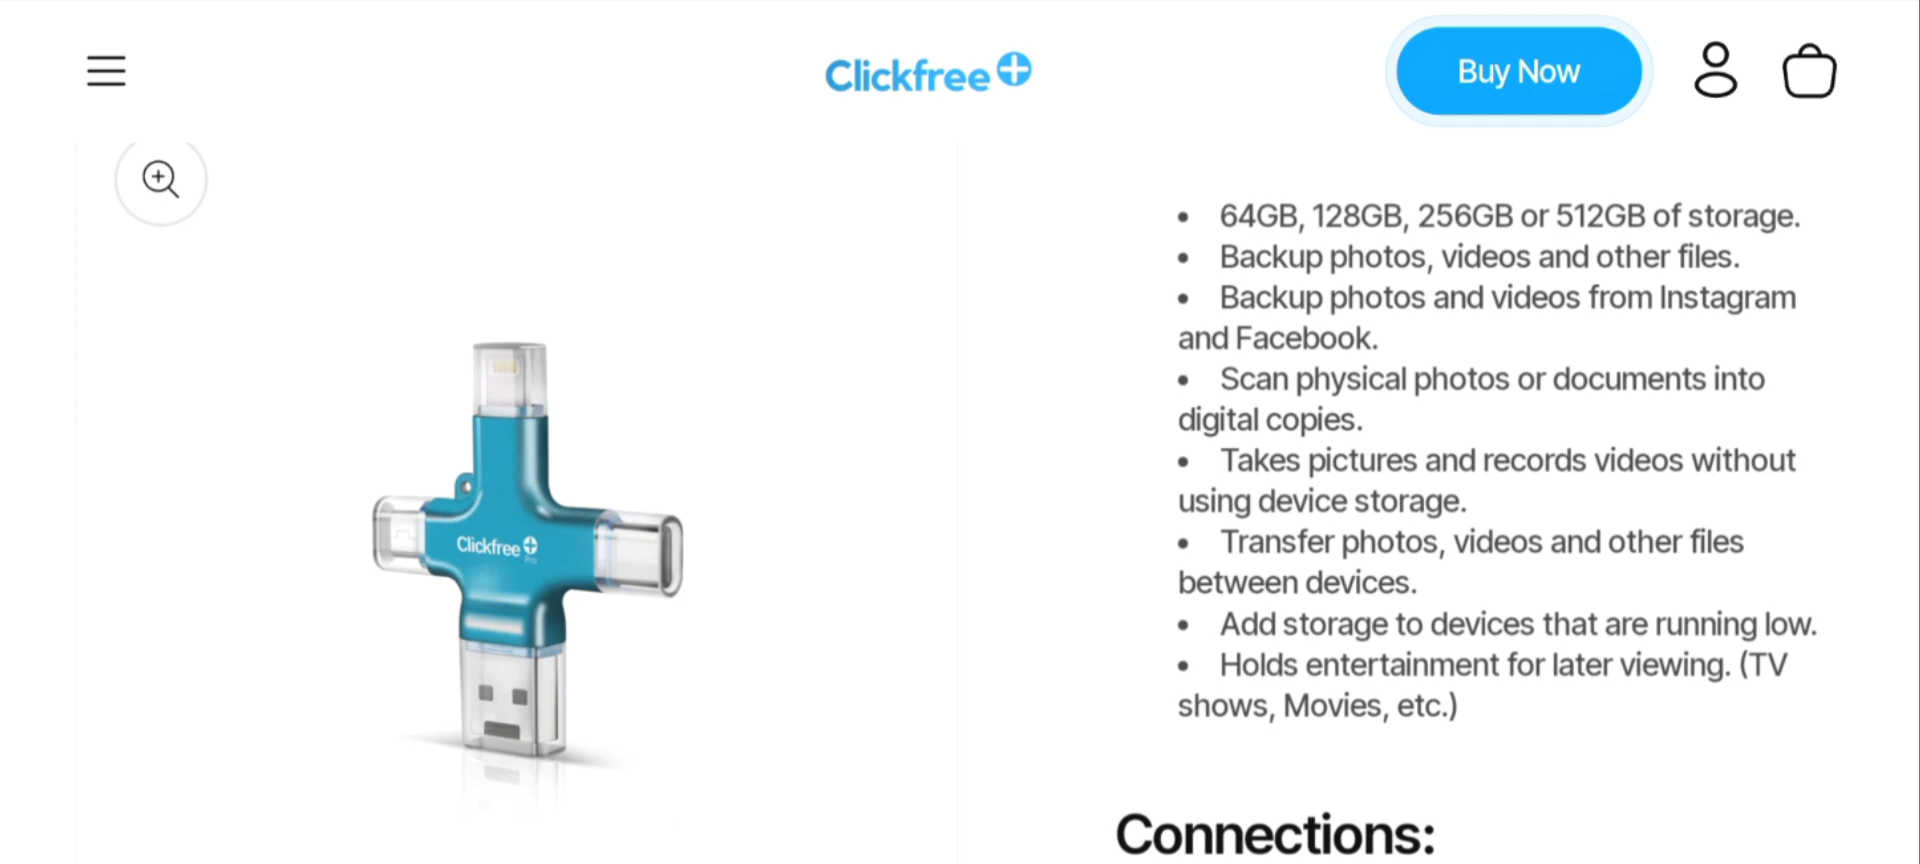 Clickfree
Buy Now
Clickfree
Pro
• 64GB, 128GB, 256GB or 512GB of storage.
• Backup photos, videos and other files.
• Backup photos and videos from Instagram
and Facebook.
• Scan physical photos or documents into
digital copies.
• Takes pictures and records videos without
using device storage.
• Transfer photos, videos and other files
between devices.
• Add storage to devices that are running low.
• Holds entertainment for later viewing. (TV
shows, Movies, etc.)
Connections: